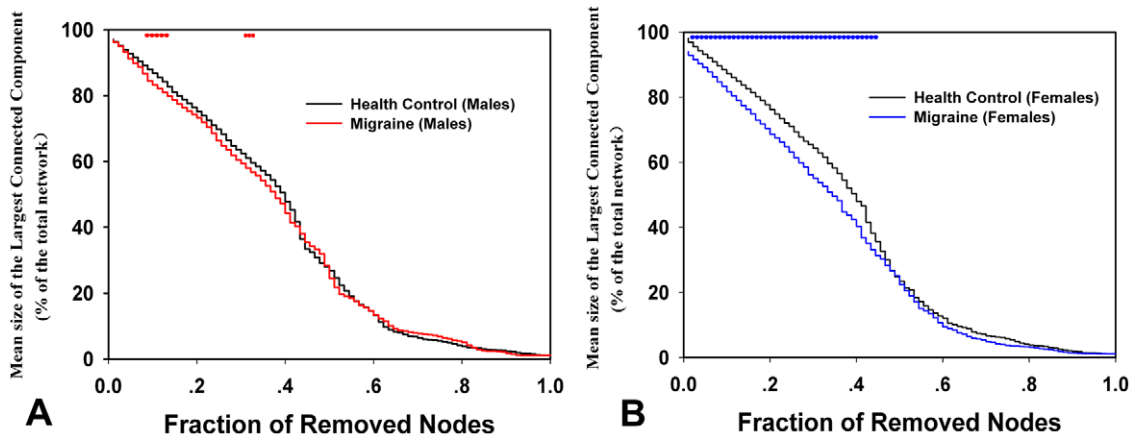 Mean size of the Largest Connected Component
(% of the total network)
100
80
60
40
20
0
Health Control (Males)
Migraine (Males)
0.0 .2 .4 .6 .8 1.0
A
Fraction of Removed Nodes
Mean size of the Largest Connected Component
(% of the total network)
100
80
60
40
20
0
Health Control (Females)
Migraine (Females)
0.0 .2 .4 .6 .8 1.0
B
Fraction of Removed Nodes